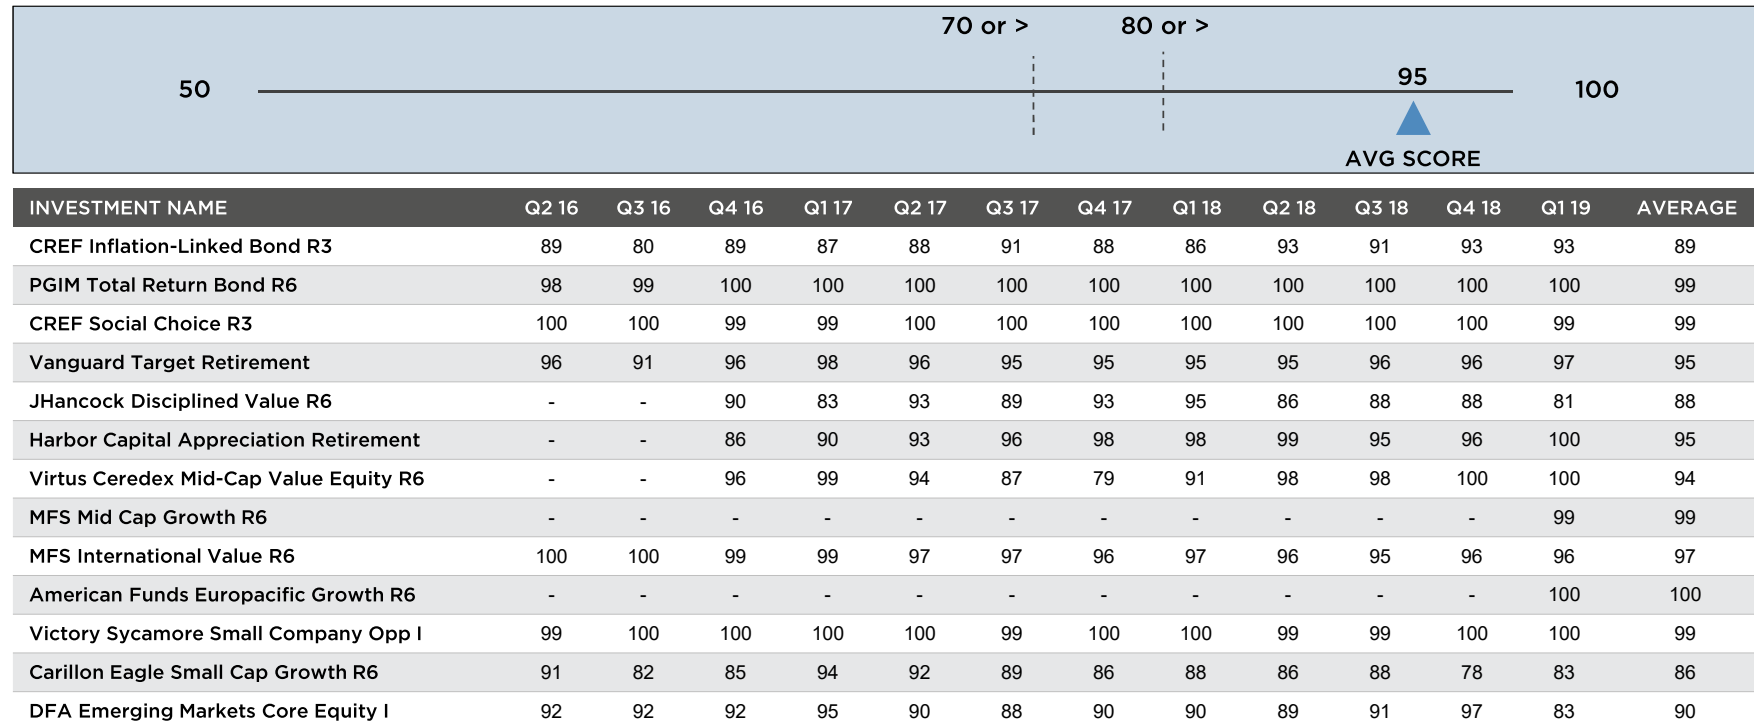 70 or > 80 or >
50 95 100
AVG SCORE
INVESTMENT NAME Q2 16 Q3 16 Q4 16 Q1 17 Q2 17 Q3 17 Q4 17 Q1 18 Q2 18 Q3 18 Q4 18 Q1 19 AVERAGE
CREF Inflation-Linked Bond R3 89 80 89 87 88 91 88 86 93 91 93 93 89
PGIM Total Return Bond R6 98 99 100 100 100 100 100 100 100 100 100 100 99
CREF Social Choice R3 100 100 99 99 100 100 100 100 100 100 100 99 99
Vanguard Target Retirement 96 91 96 98 96 95 95 95 95 96 96 97 95
JHancock Disciplined Value R6 - - 90 83 93 89 93 95 86 88 88 81 88
Harbor Capital Appreciation Retirement - - 86 90 93 96 98 98 99 95 96 100 95
Virtus Ceredex Mid-Cap Value Equity R6 - - 96 99 94 87 79 91 98 98 100 100 94
MFS Mid Cap Growth R6 - - - - - - - - - - - 99 99
MFS International Value R6 100 100 99 99 97 97 96 97 96 95 96 96 97
American Funds Europacific Growth R6 - - - - - - - - - - - 100 100
Victory Sycamore Small Company Opp I 99 100 100 100 100 99 100 100 99 99 100 100 99
Carillon Eagle Small Cap Growth R6 91 82 85 94 92 89 86 88 86 88 78 83 86
DFA Emerging Markets Core Equity I 92 92 92 95 90 88 90 90 89 91 97 83 90